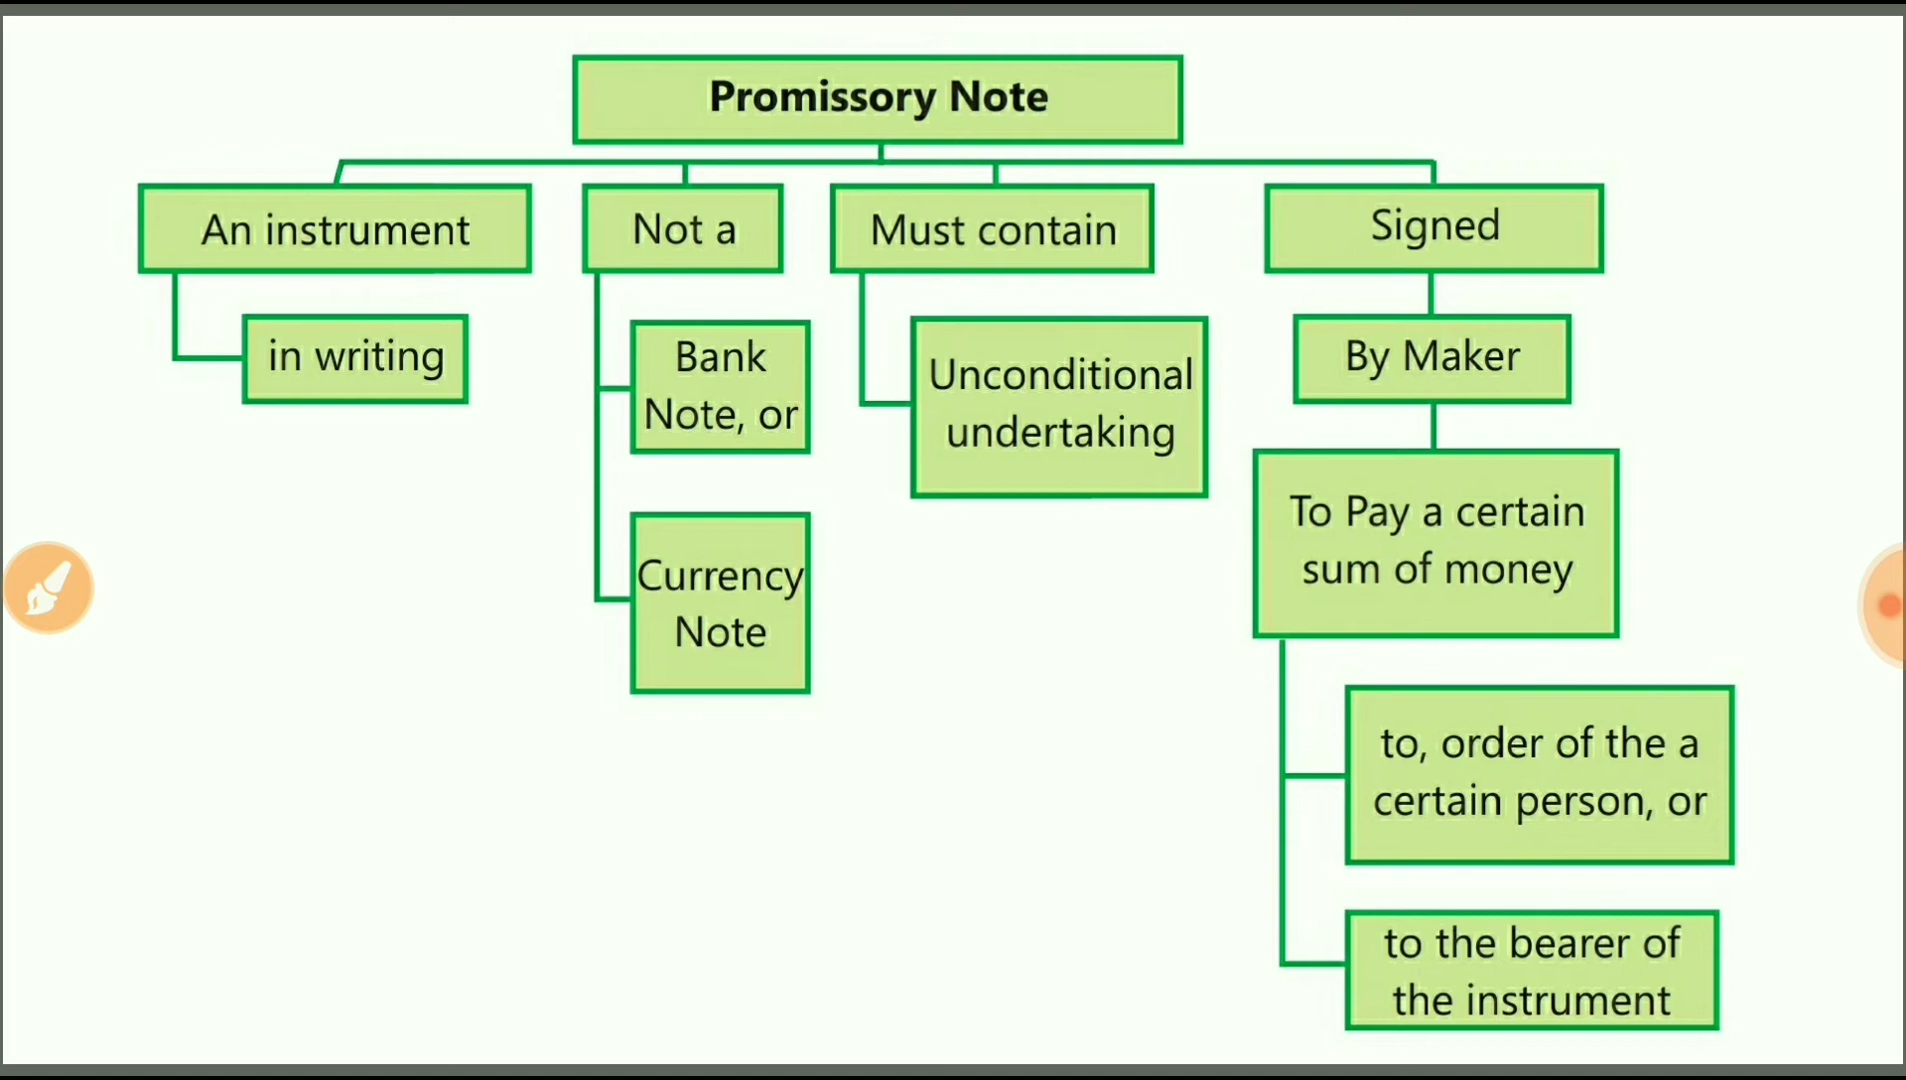 Promissory Note
An instrument
in writing
Not a
Bank
Note, or
Currency
Note
Must contain
Unconditional
undertaking
Signed
By Maker
To Pay a certain
sum of money
to, order of the a
certain person, or
to the bearer of
the instrument